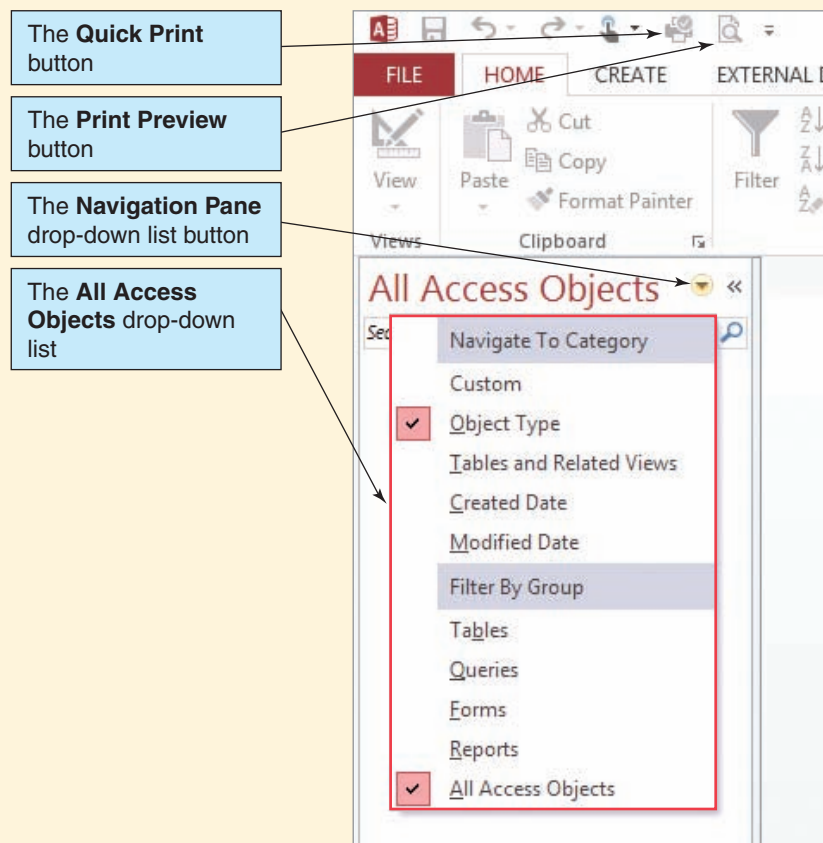 The Quick Print
button
The Print Preview
button
The Navigation Pane
drop-down list button
The All Access
Objects drop-down
list
FILE HOME CREATE EXTERNAL
View
Paste
Cut
Copy
Format Painter
Filter
Views
Clipboard
All Access Objects
Navigate To Category
Custom
Object Type
Tables and Related Views
Created Date
Modified Date
Filter By Group
Tables
Queries
Forms
Reports
All Access Objects